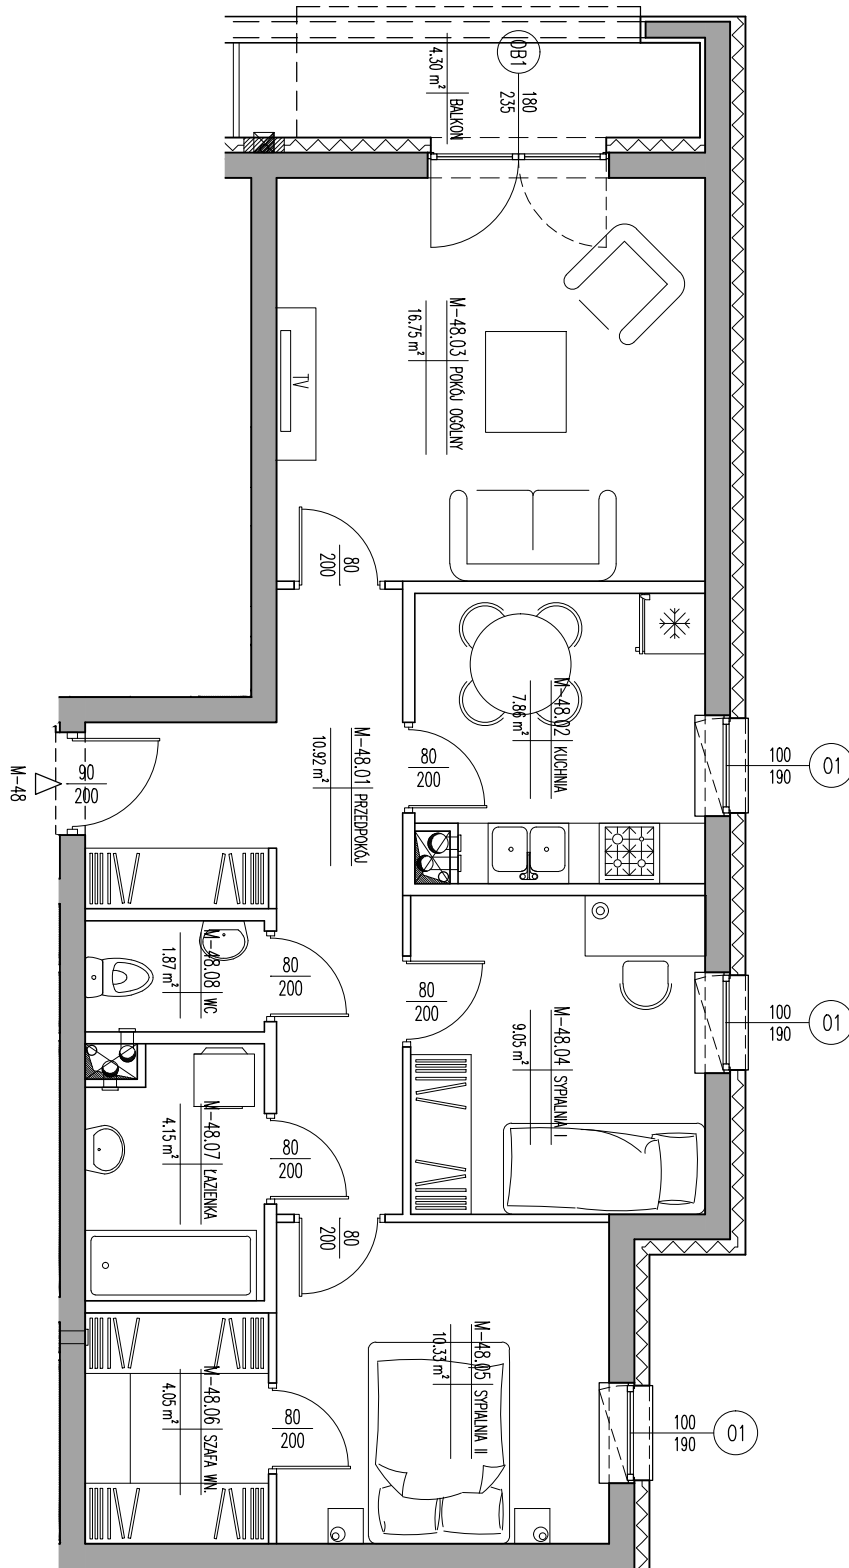 OB1
180
235
BALKON
4.30 m²
M-48.03 POKÓJ OGÓLNY
16.75 m²
TV
80
200
M-48.02 KUCHNIA
7.86 m²
100
190
O1
M-48.01 PRZEDPOKÓJ
10.92 m²
80
200
90
200
M-48
M-48.08 WC
1.87 m²
80
200
80
200
M-48.04 SYPIALNIA I
9.05 m²
100
190
O1
M-48.07 ŁAZIENKA
4.15 m²
80
200
80
200
M-48.05 SYPIALNIA II
10.33 m²
M-48.06 SZAFA WN.
4.05 m²
80
200
100
190
O1